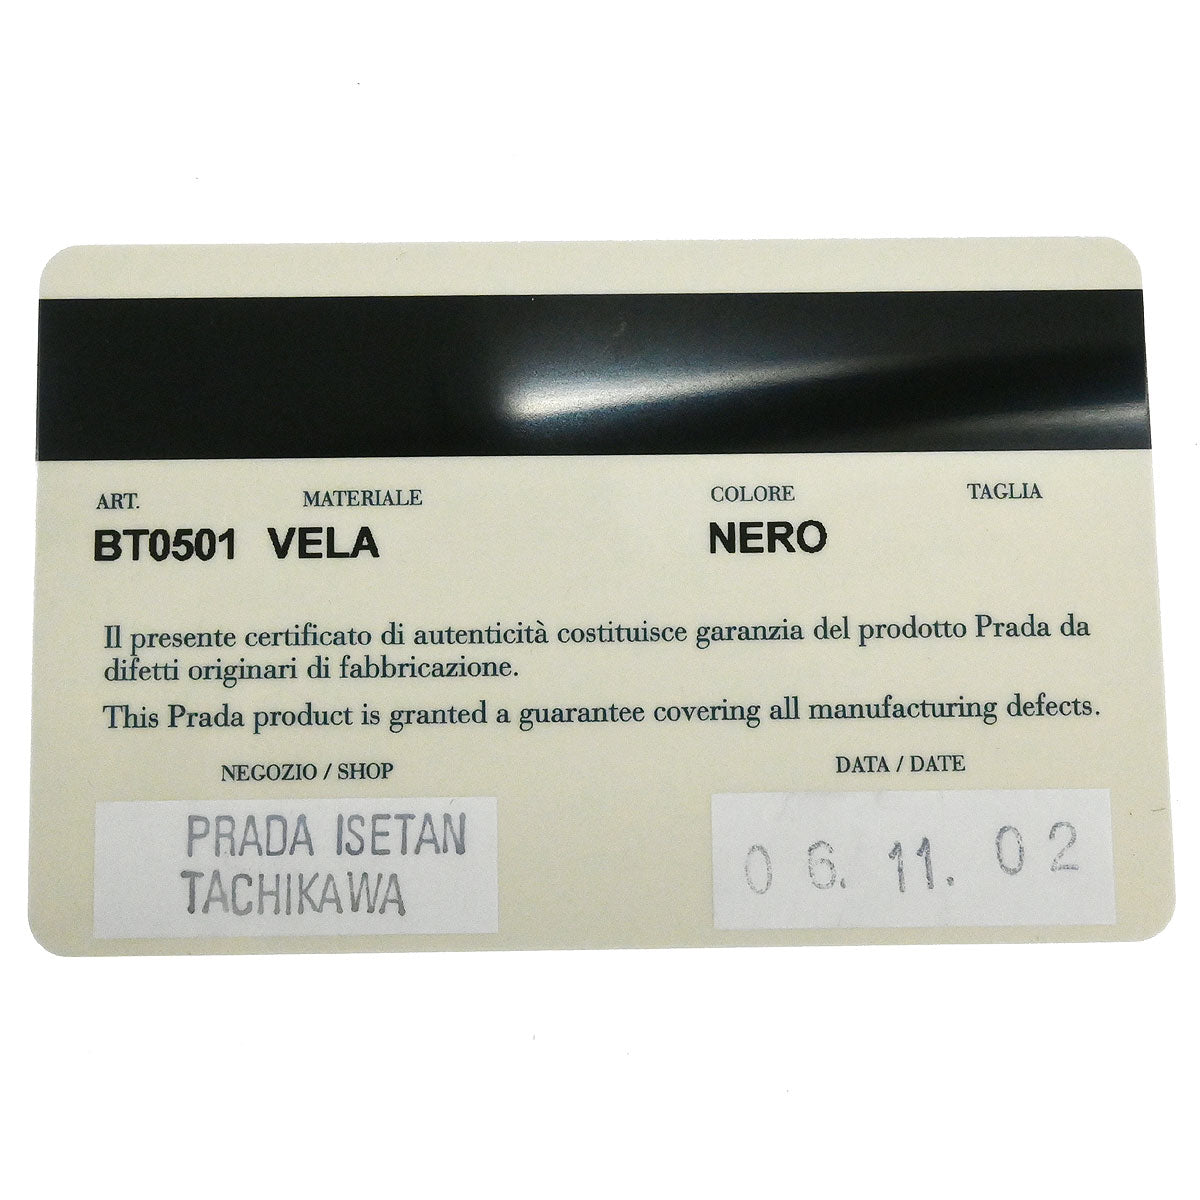 ART. MATERIALE COLORE TAGLIA
BT0501 VELA NERO
Il presente certificato di autenticità costituisce garanzia del prodotto Prada da
difetti originari di fabbricazione.
This Prada product is granted a guarantee covering all manufacturing defects.
NEGOZIO / SHOP DATA / DATE
PRADA ISETAN
TACHIKAWA
06. 11. 02